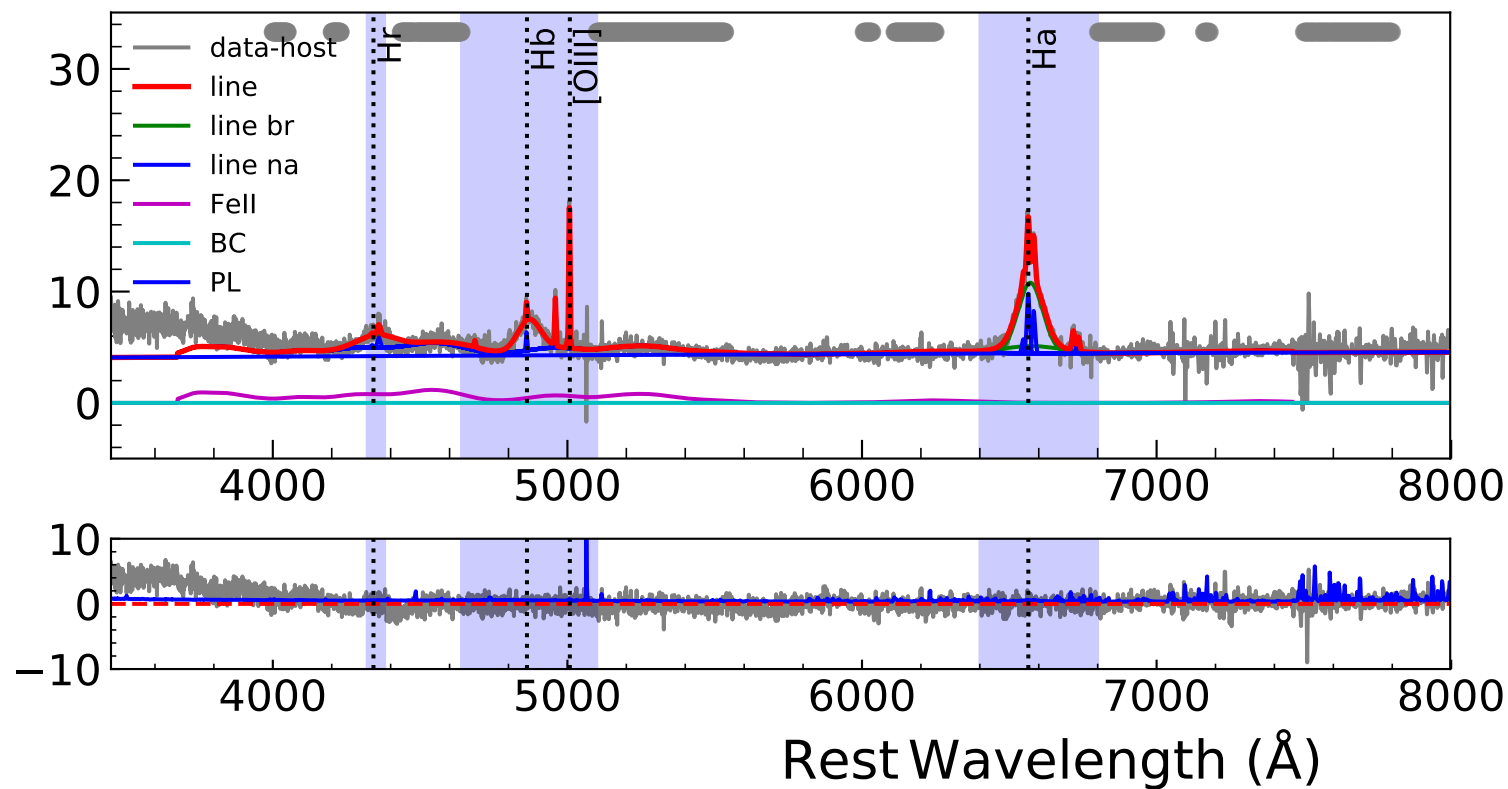 30
20
10
0
data-host
line
line br
line na
FeII
BC
PL
Hr
Hb
[OIII]
Ha
4000 5000 6000 7000 8000
10
0
−10
4000 5000 6000 7000 8000
Rest Wavelength (Å)